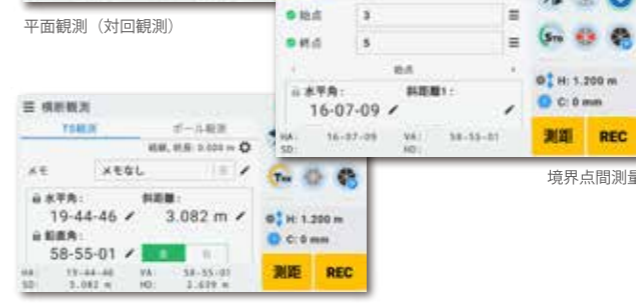 平面観測（対回観測）
始点 3
終点 5
始点
水平角: 斜距離1:
16-07-09
HA: 16-07-09 VA: 58-55-01
SD: HD:
H: 1.200 m
C: 0 mm
測距 REC
境界点間測
横断観測
TS観測 ポール観測
メモ メモなし
水平角: 斜距離:
19-44-46 3.082 m
鉛直角:
58-55-01
HA: 19-44-46 VA: 58-55-01
SD: 3.082 m HD: 2.639 m
H: 1.200 m
C: 0 mm
測距 REC